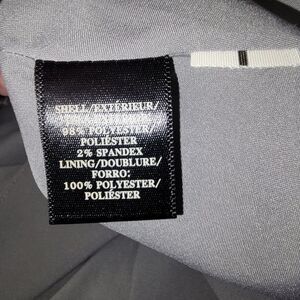 SHELL/EXTÉRIEUR/
98% POLYESTER/
POLIÉSTER
2% SPANDEX
LINING/DOUBLURE/
FORRO:
100% POLYESTER/
POLIÉSTER